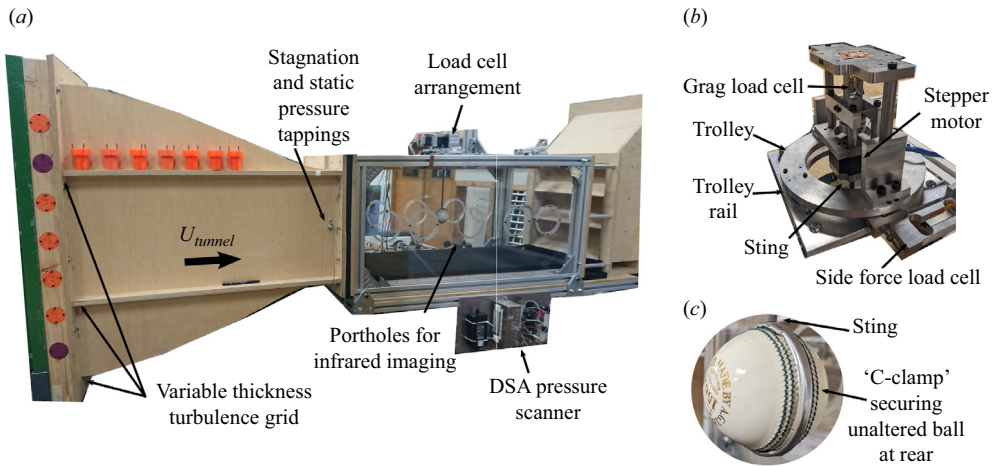 (a)
Stagnation
and static
pressure
tappings
Load cell
arrangement
U_tunnel
Portholes for
infrared imaging
DSA pressure
scanner
Variable thickness
turbulence grid
(b)
Grag load cell
Trolley
Trolley
rail
Sting
Stepper
motor
Side force load cell
(c)
Sting
‘C-clamp’
securing
unaltered ball
at rear
MADE BY A.G.